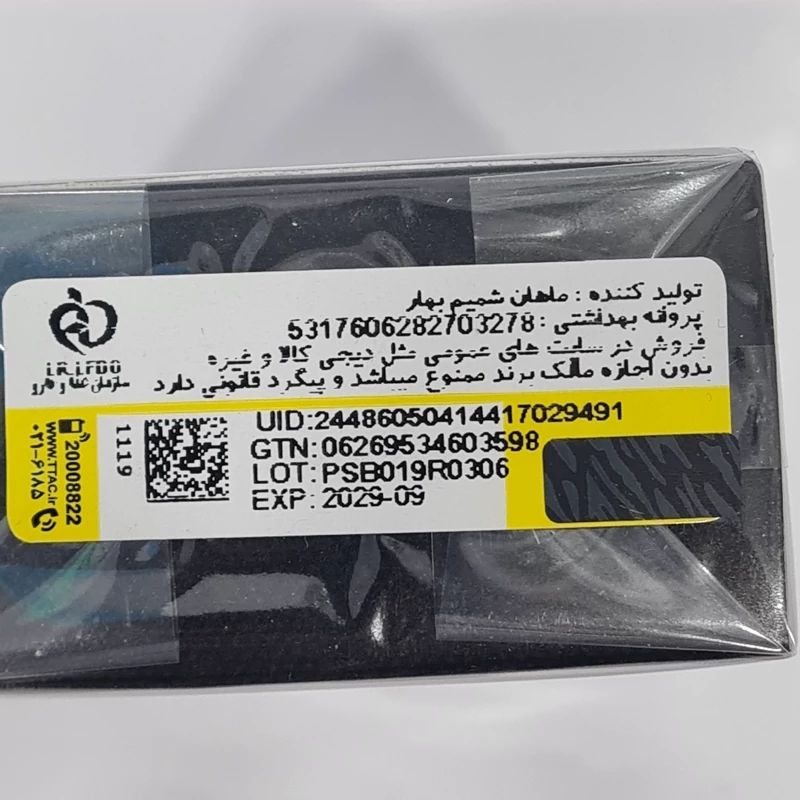 تولید کننده : ماهان شمیم بهار
پروانه بهداشتی : 5317606282703278
فروش در سایت های عمومی مثل دیجی کالا و غیره
بدون اجازه مالک برند ممنوع میباشد و پیگرد قانونی دارد
I.R.I.FDO
سازمان غذا و دارو
UID:24486050414417029491
GTN:06269534603598
LOT:PSB019R0306
EXP: 2029-09
1119
20008822
WWW.TTAC.ir
۰۲۱-۶۱۸۵